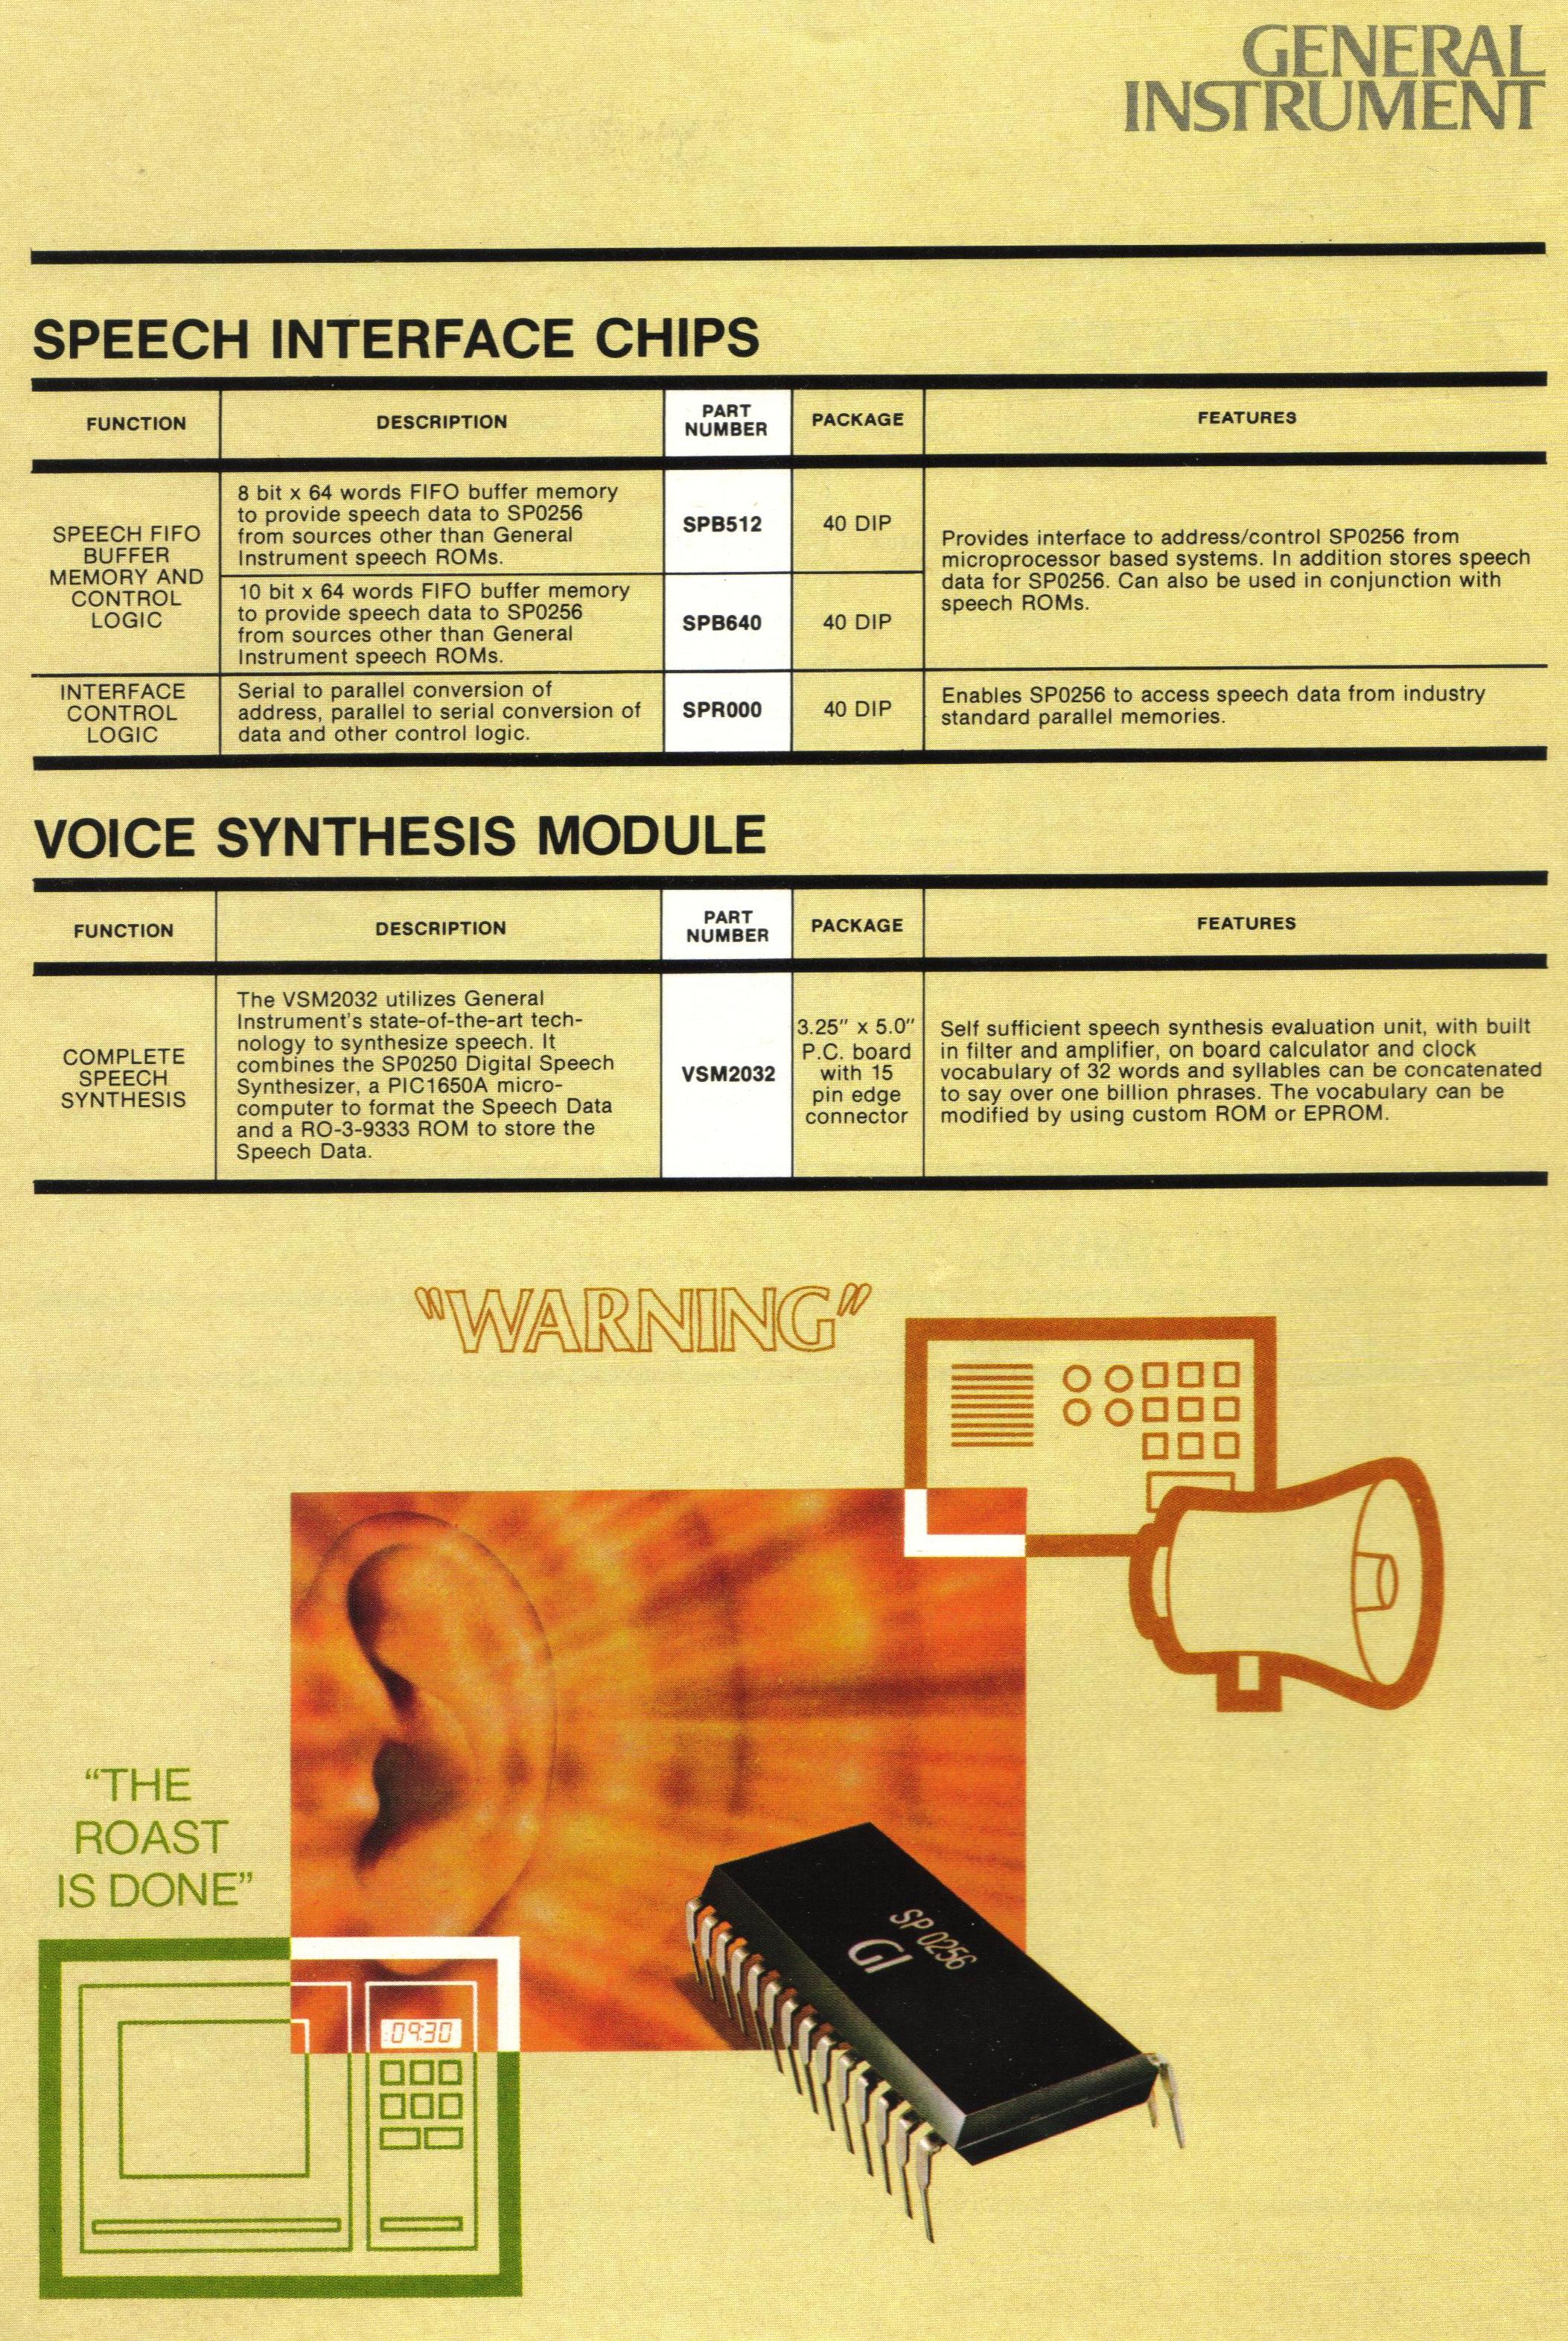 GENERAL
INSTRUMENT
SPEECH INTERFACE CHIPS
FUNCTION
DESCRIPTION
PART
NUMBER
PACKAGE
FEATURES
SPEECH FIFO
BUFFER
MEMORY AND
CONTROL
LOGIC
8 bit x 64 words FIFO buffer memory
to provide speech data to SP0256
from sources other than General
Instrument speech ROMs.
SPB512
40 DIP
Provides interface to address/control SP0256 from
microprocessor based systems. In addition stores speech
data for SP0256. Can also be used in conjunction with
speech ROMs.
10 bit x 64 words FIFO buffer memory
to provide speech data to SP0256
from sources other than General
Instrument speech ROMs.
SPB640
40 DIP
INTERFACE
CONTROL
LOGIC
Serial to parallel conversion of
address, parallel to serial conversion of
data and other control logic.
SPR000
40 DIP
Enables SP0256 to access speech data from industry
standard parallel memories.
VOICE SYNTHESIS MODULE
FUNCTION
DESCRIPTION
PART
NUMBER
PACKAGE
FEATURES
COMPLETE
SPEECH
SYNTHESIS
The VSM2032 utilizes General
Instrument's state-of-the-art tech-
nology to synthesize speech. It
combines the SP0250 Digital Speech
Synthesizer, a PIC1650A micro-
computer to format the Speech Data
and a RO-3-9333 ROM to store the
Speech Data.
VSM2032
3.25" x 5.0"
P.C. board
with 15
pin edge
connector
Self sufficient speech synthesis evaluation unit, with built
in filter and amplifier, on board calculator and clock
vocabulary of 32 words and syllables can be concatenated
to say over one billion phrases. The vocabulary can be
modified by using custom ROM or EPROM.
"WARNING"
"THE
ROAST
IS DONE"
SP0256
GI
09:30